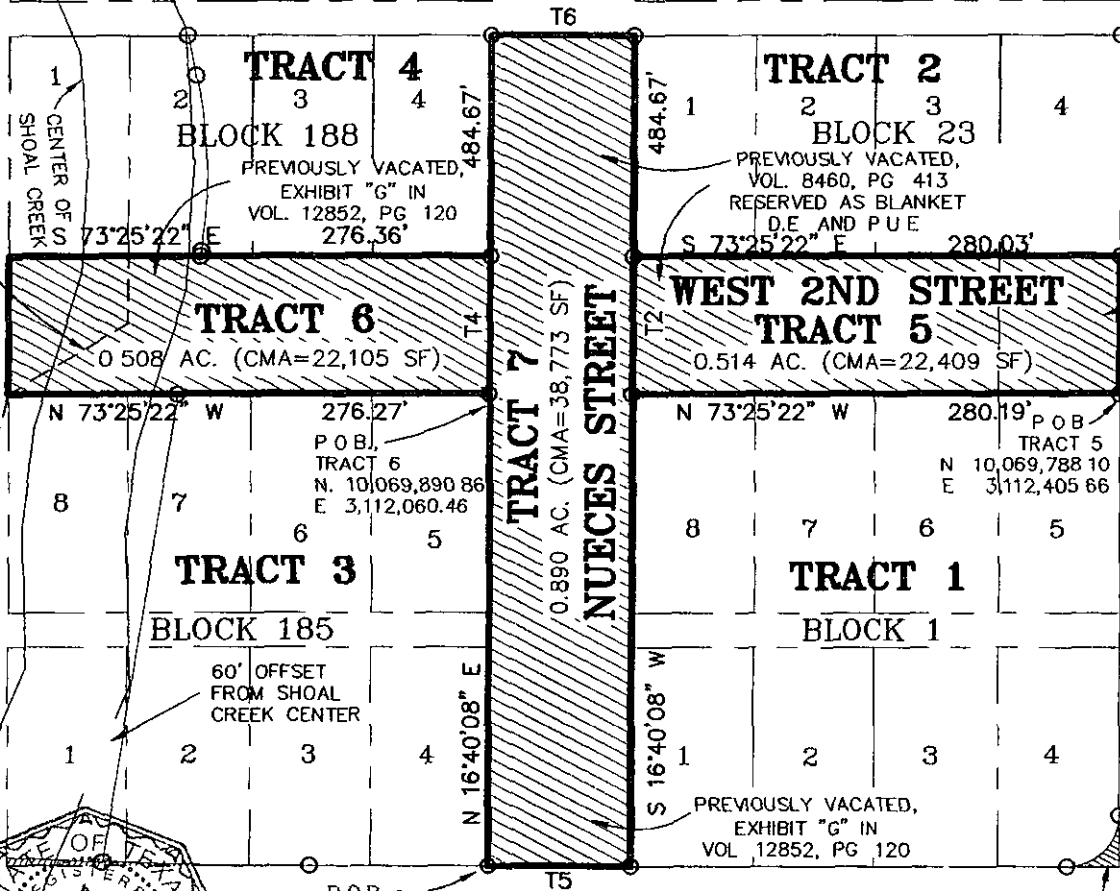 T6
TRACT 4
1
2
3
4
BLOCK 188
CENTER OF
SHOAL CREEK
PREVIOUSLY VACATED,
EXHIBIT "G" IN
VOL. 12852, PG 120
484.67'
484.67'
TRACT 2
1
2
3
4
BLOCK 23
PREVIOUSLY VACATED,
VOL. 8460, PG 413
RESERVED AS BLANKET
D.E AND P U E
S 73°25'22" E 276.36'
S 73°25'22" E 280.03'
TRACT 6
0 508 AC. (CMA=22,105 SF)
T4
TRACT 7
0.890 AC. (CMA=38,773 SF)
NUECES STREET
T2
WEST 2ND STREET
TRACT 5
0.514 AC. (CMA=22,409 SF)
N 73°25'22" W 276.27'
N 73°25'22" W 280.19'
P O B.,
TRACT 6
N. 10,069,890 86
E 3,112,060.46
P O B
TRACT 5
N 10,069,788 10
E 3,112,405 66
8
7
6
5
TRACT 3
BLOCK 185
8
7
6
5
TRACT 1
BLOCK 1
60' OFFSET
FROM SHOAL
CREEK CENTER
1
2
3
4
N 16°40'08" E
S 16°40'08" W
1
2
3
4
PREVIOUSLY VACATED,
EXHIBIT "G" IN
VOL 12852, PG 120
T5
OF